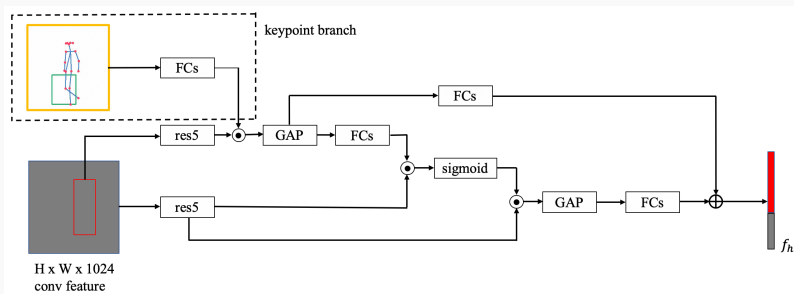 keypoint branch
FCs
FCs
res5
GAP
FCs
sigmoid
res5
GAP
FCs
f_h
H x W x 1024
conv feature